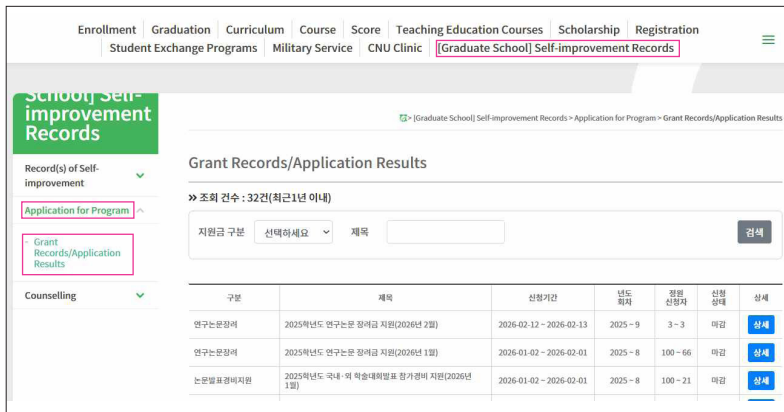 Enrollment Graduation Curriculum Course Score Teaching Education Courses Scholarship Registration
Student Exchange Programs Military Service CNU Clinic [Graduate School] Self-improvement Records
School] Self-
improvement
Records
> [Graduate School] Self-improvement Records > Application for Program > Grant Records/Application Results
Record(s) of Self-
improvement
Application for Program
- Grant
Records/Application
Results
Counselling
Grant Records/Application Results
>> 조회 건수 : 32건(최근1년 이내)
지원금 구분 선택하세요 제목 검색
구분 제목 신청기간 년도 회차 정원 신청자 신청 상태 상세
연구논문장려 2025학년도 연구논문 장려금 지원(2026년 2월) 2026-02-12 ~ 2026-02-13 2025 ~ 9 3 ~ 3 마감 상세
연구논문장려 2025학년도 연구논문 장려금 지원(2026년 1월) 2026-01-02 ~ 2026-02-01 2025 ~ 8 100 ~ 66 마감 상세
논문발표경비지원 2025학년도 국내·외 학술대회발표 참가경비 지원(2026년
1월) 2026-01-02 ~ 2026-02-01 2025 ~ 8 100 ~ 21 마감 상세